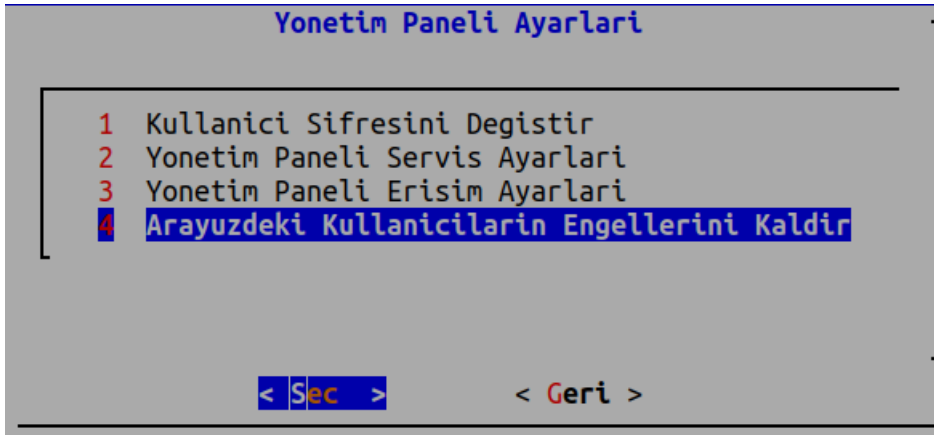 Yonetim Paneli Ayarlari
1 Kullanici Sifresini Degistir
2 Yonetim Paneli Servis Ayarlari
3 Yonetim Paneli Erisim Ayarlari
4 Arayuzdeki Kullanicilarin Engellerini Kaldir
< Sec > < Geri >